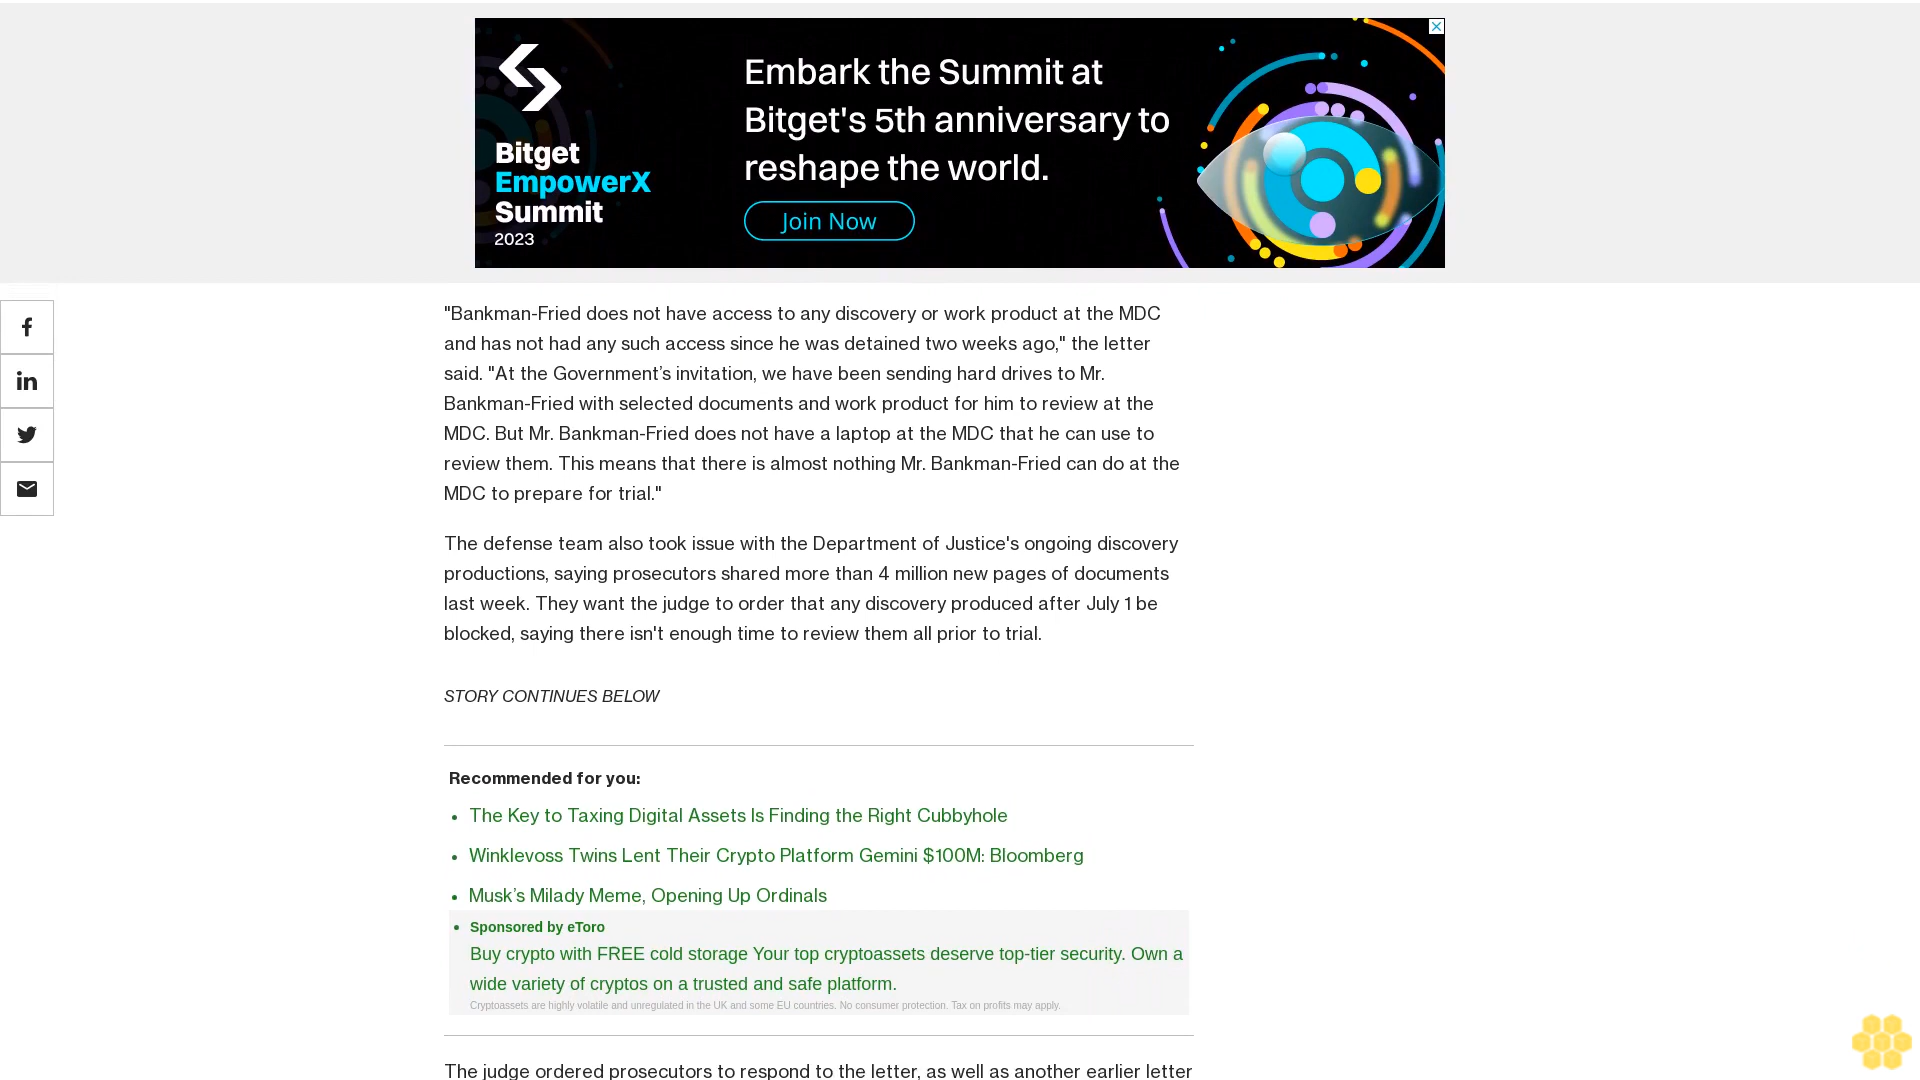 Embark the Summit at
Bitget's 5th anniversary to
reshape the world.
Join Now
Bitget
EmpowerX
Summit
2023
"Bankman-Fried does not have access to any discovery or work product at the MDC
and has not had any such access since he was detained two weeks ago," the letter
said. "At the Government’s invitation, we have been sending hard drives to Mr.
Bankman-Fried with selected documents and work product for him to review at the
MDC. But Mr. Bankman-Fried does not have a laptop at the MDC that he can use to
review them. This means that there is almost nothing Mr. Bankman-Fried can do at the
MDC to prepare for trial."
The defense team also took issue with the Department of Justice's ongoing discovery
productions, saying prosecutors shared more than 4 million new pages of documents
last week. They want the judge to order that any discovery produced after July 1 be
blocked, saying there isn't enough time to review them all prior to trial.
STORY CONTINUES BELOW
Recommended for you:
• The Key to Taxing Digital Assets Is Finding the Right Cubbyhole
• Winklevoss Twins Lent Their Crypto Platform Gemini $100M: Bloomberg
• Musk’s Milady Meme, Opening Up Ordinals
• Sponsored by eToro
Buy crypto with FREE cold storage Your top cryptoassets deserve top-tier security. Own a
wide variety of cryptos on a trusted and safe platform.
Cryptoassets are highly volatile and unregulated in the UK and some EU countries. No consumer protection. Tax on profits may apply.
The judge ordered prosecutors to respond to the letter, as well as another earlier letter